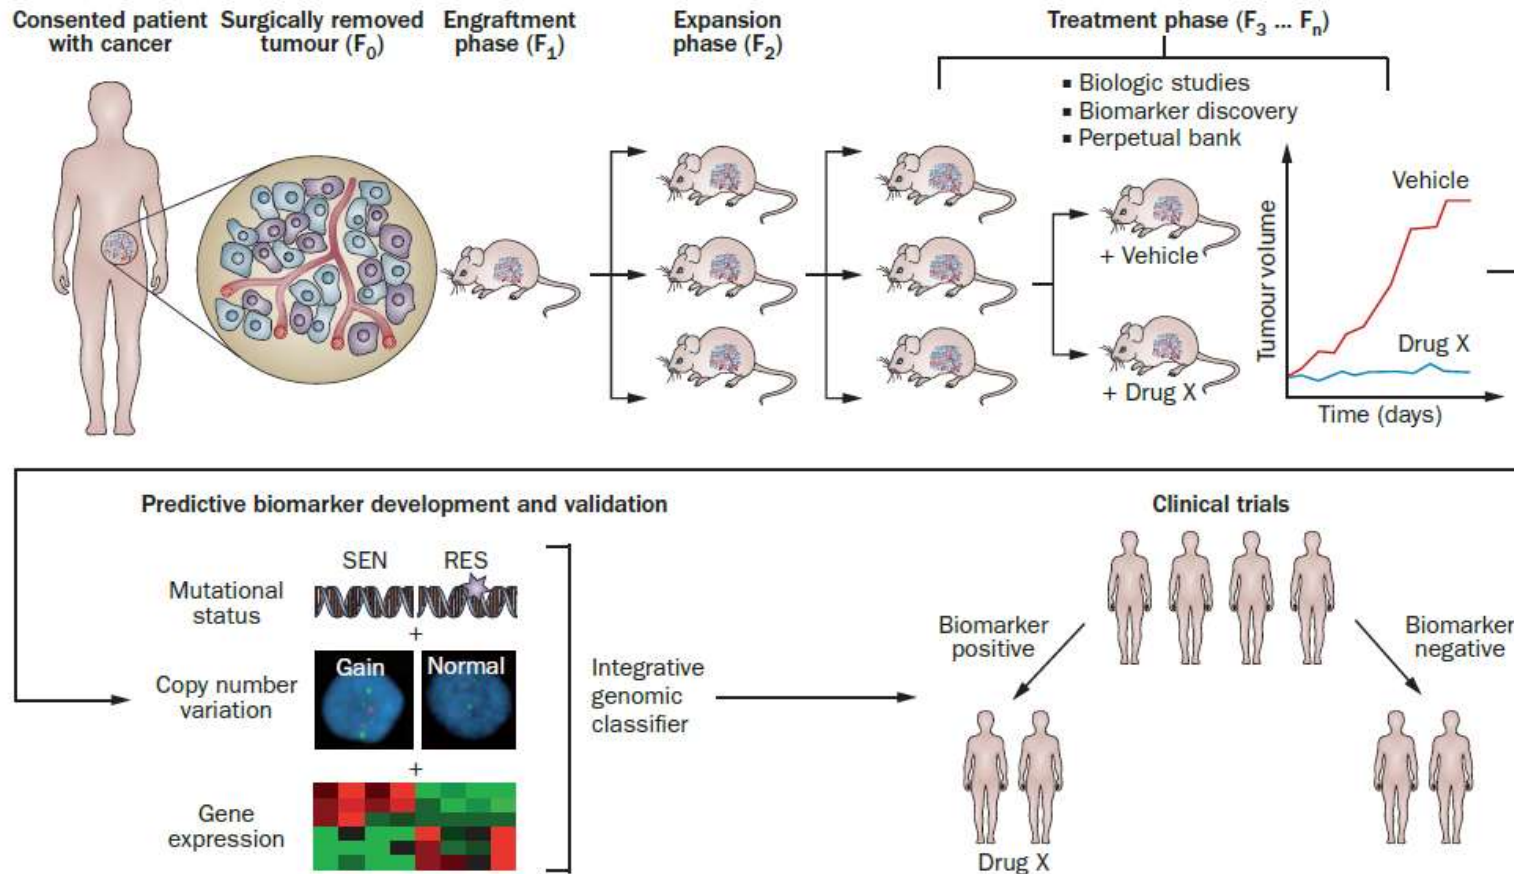 Consented patient
with cancer
Surgically removed
tumour (F₀)
Engraftment
phase (F₁)
Expansion
phase (F₂)
Treatment phase (F₃ ... Fₙ)
▪ Biologic studies
▪ Biomarker discovery
▪ Perpetual bank
+ Vehicle
+ Drug X
Tumour volume
Vehicle
Drug X
Time (days)
Predictive biomarker development and validation
SEN
RES
Mutational
status
+
Copy number
variation
Gain
Normal
+
Gene
expression
Integrative
genomic
classifier
Clinical trials
Biomarker
positive
Biomarker
negative
Drug X